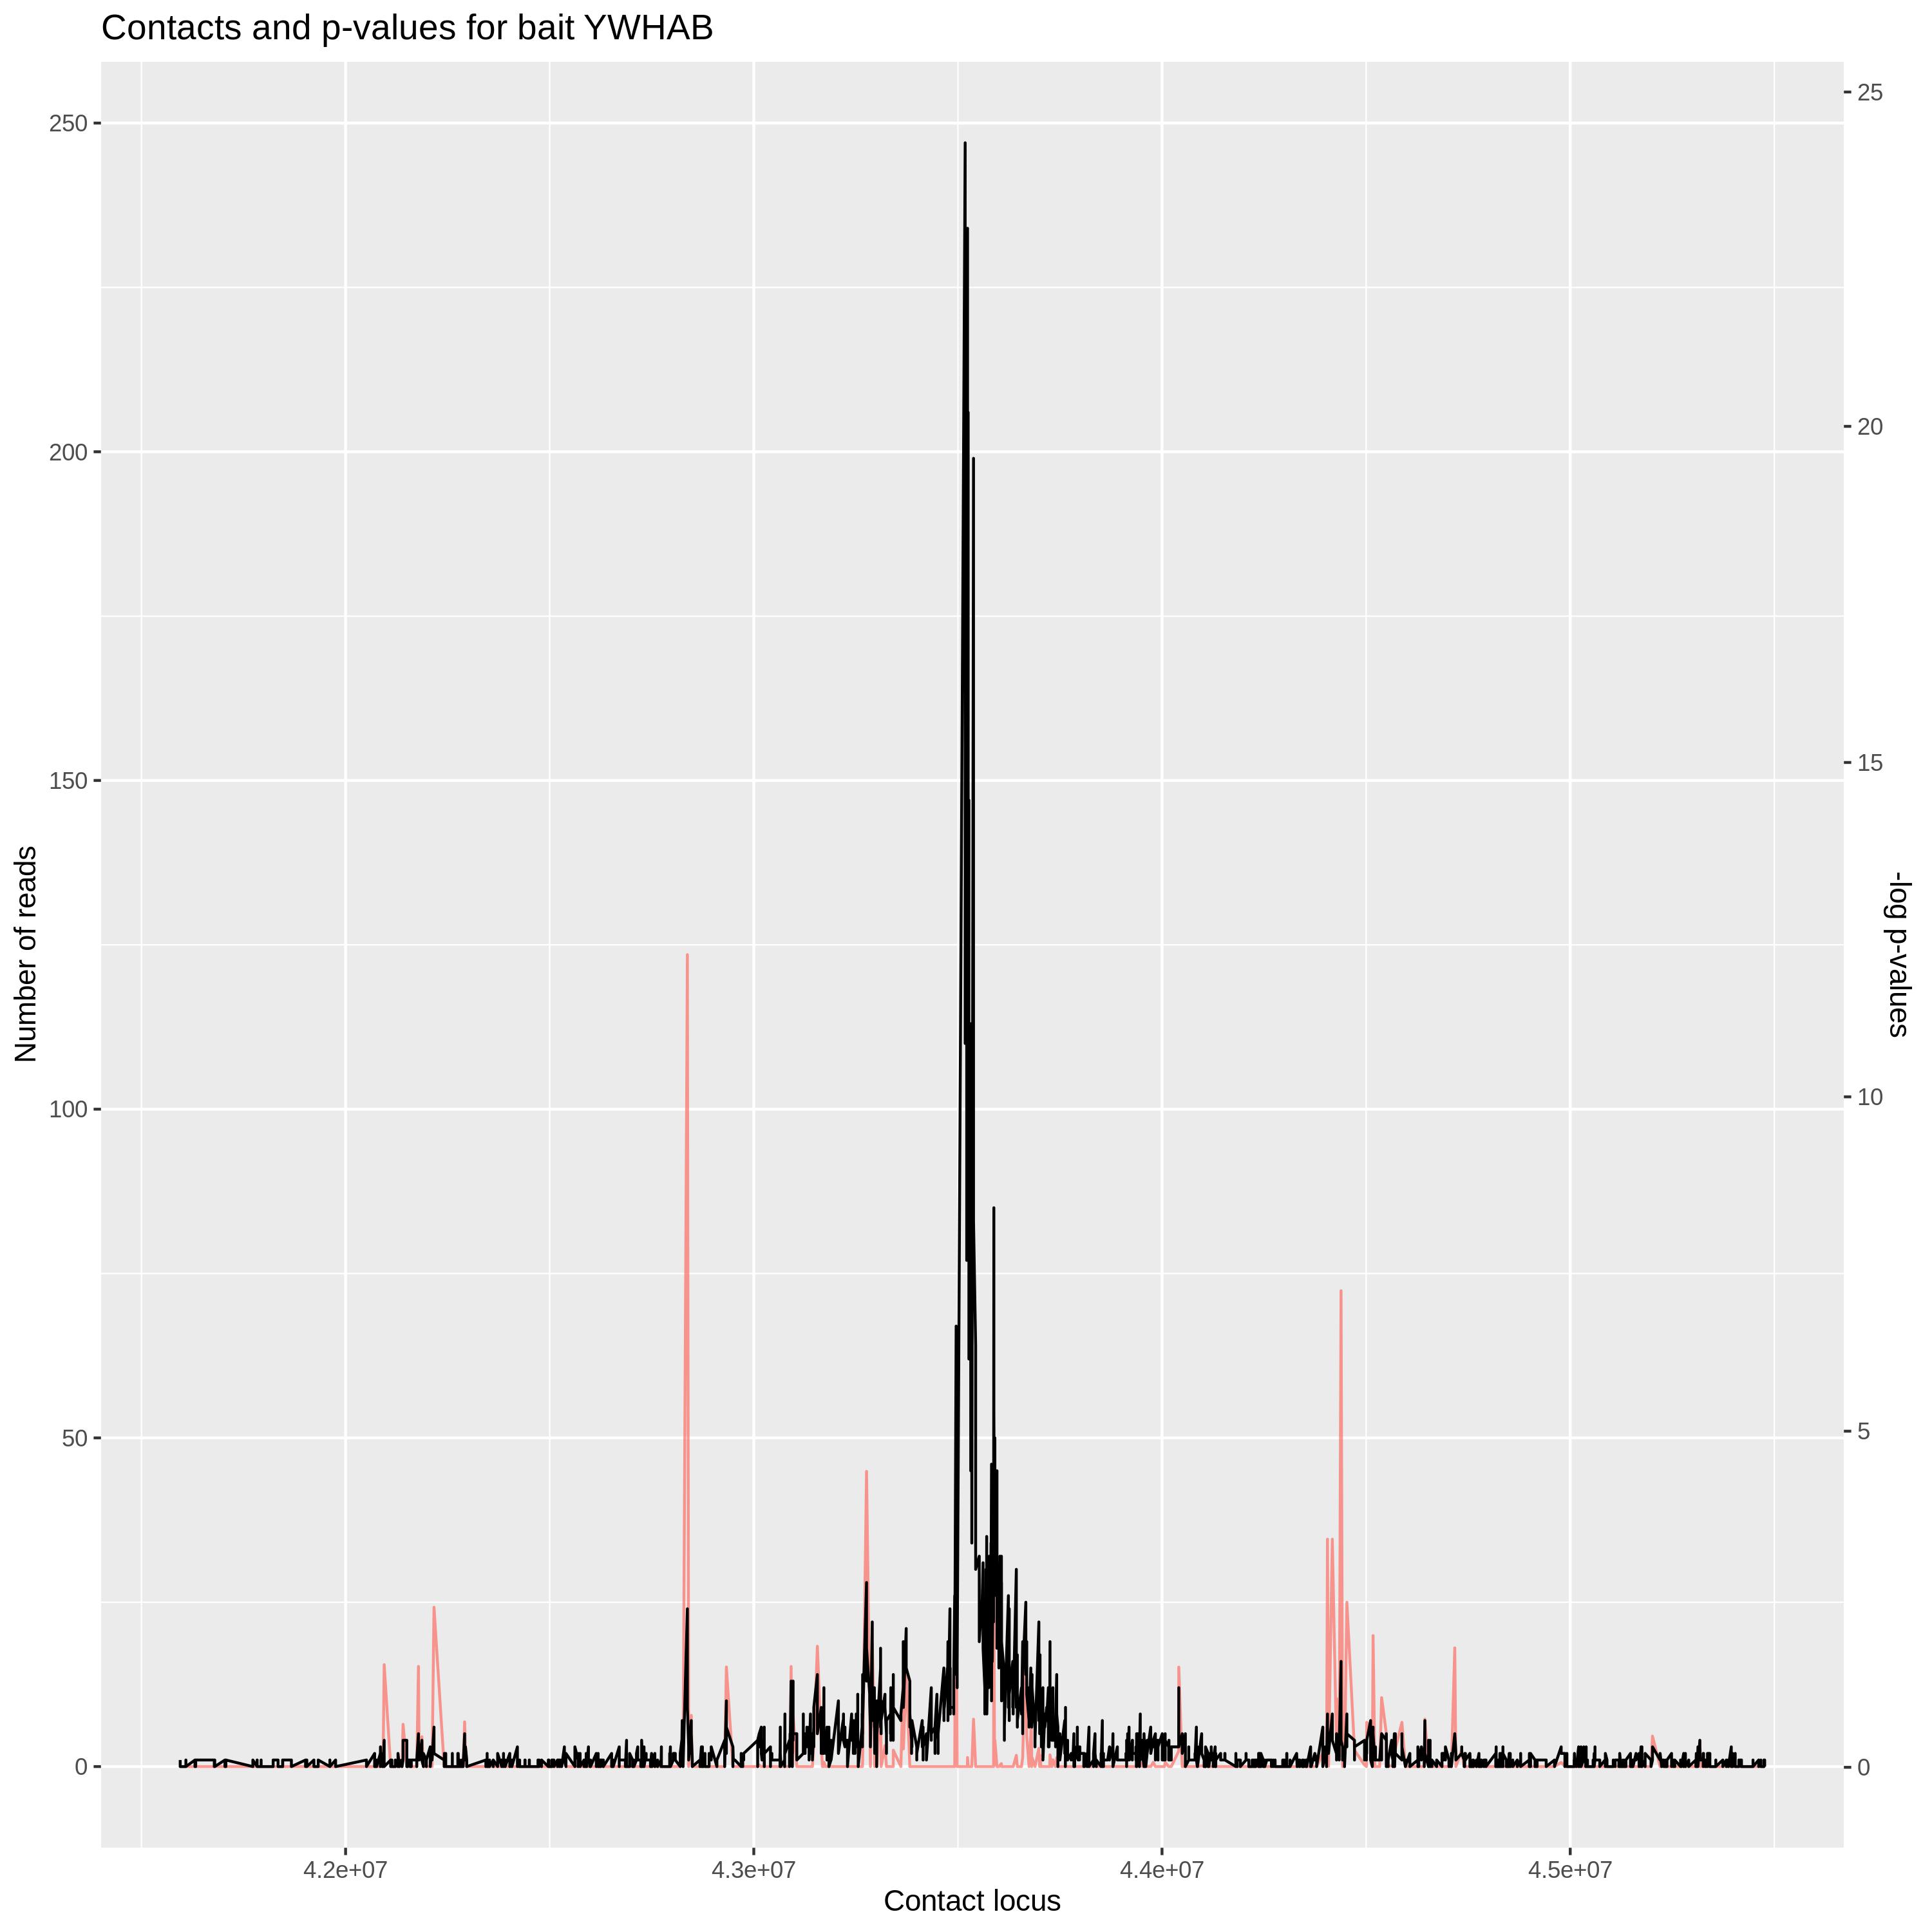 Contacts and p-values for bait YWHAB
250
200
150
100
50
0
Number of reads
25
20
15
10
5
0
-log p-values
4.2e+07
4.3e+07
4.4e+07
4.5e+07
Contact locus